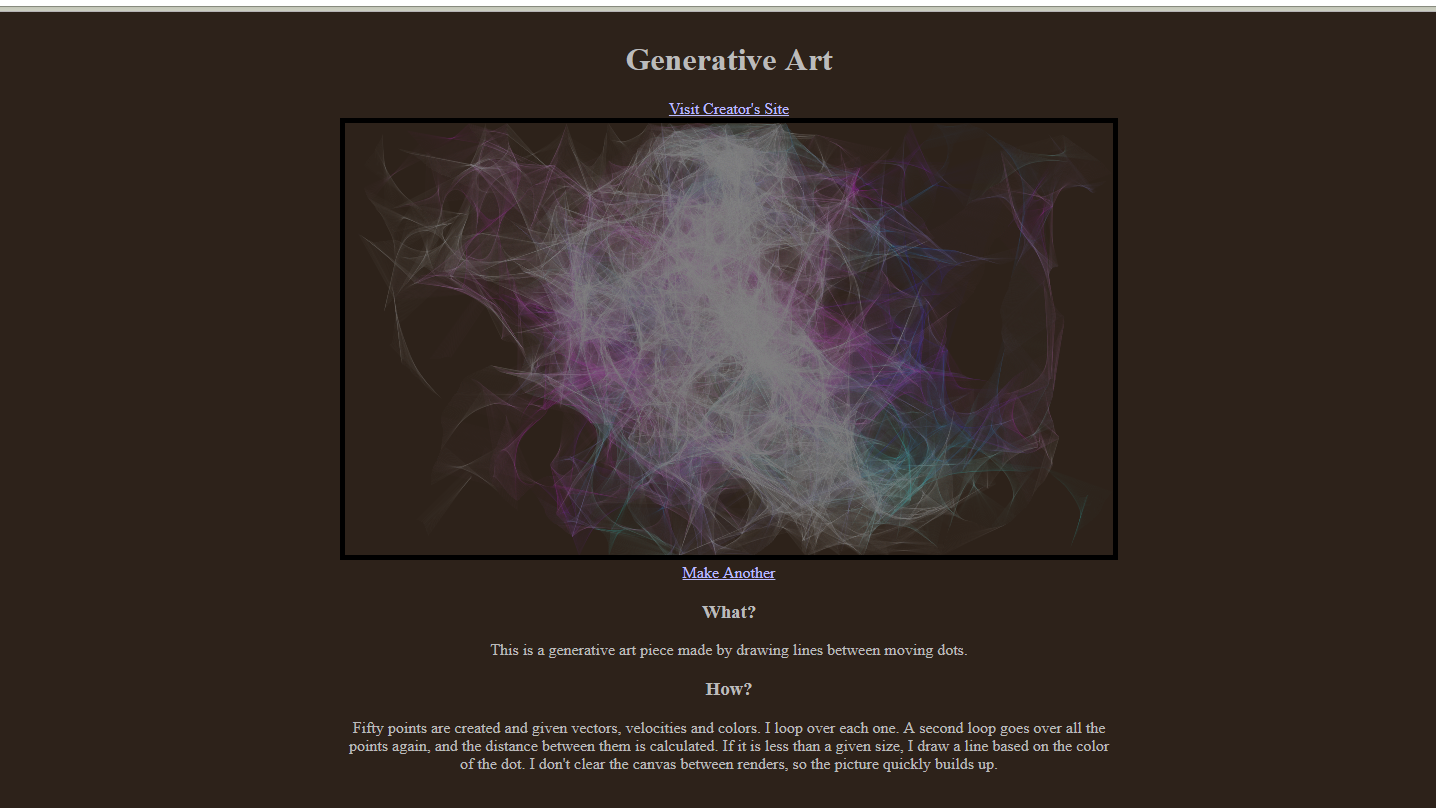 Generative Art
Visit Creator's Site
Make Another
What?
This is a generative art piece made by drawing lines between moving dots.
How?
Fifty points are created and given vectors, velocities and colors. I loop over each one. A second loop goes over all the
points again, and the distance between them is calculated. If it is less than a given size, I draw a line based on the color
of the dot. I don't clear the canvas between renders, so the picture quickly builds up.